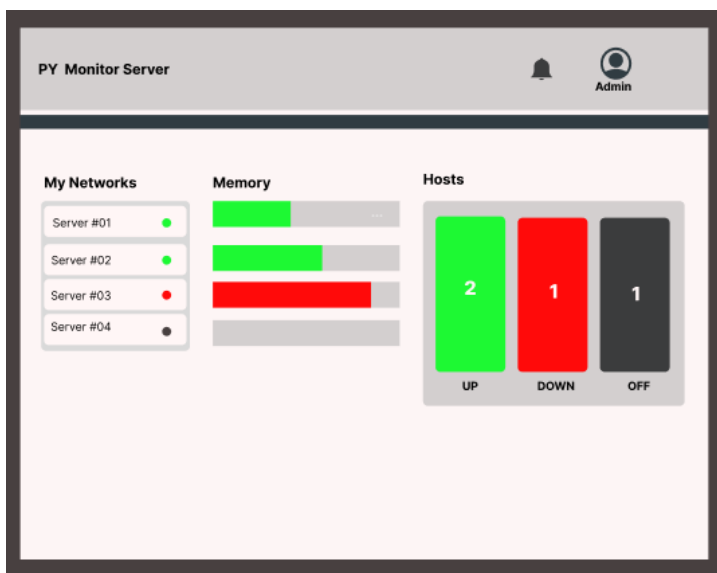 PY Monitor Server
Admin
My Networks
Server #01
Server #02
Server #03
Server #04
Memory
...
Hosts
2
1
1
UP
DOWN
OFF